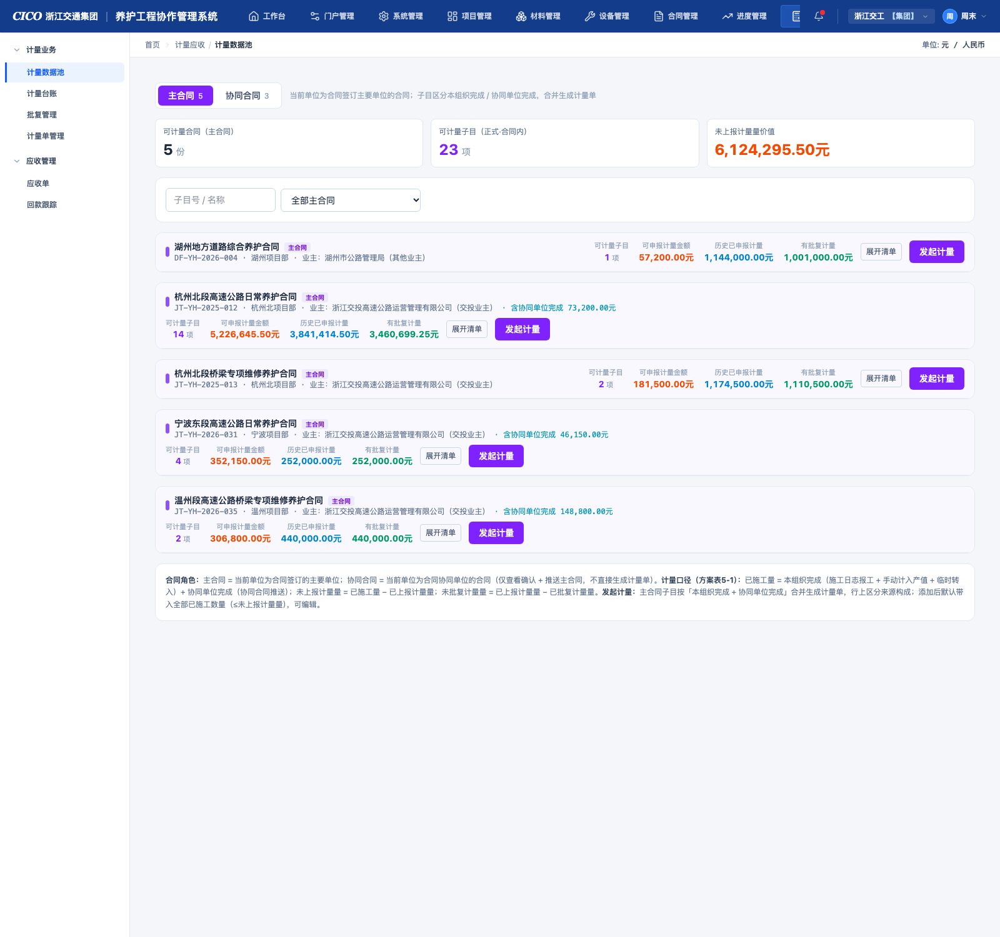 CICO 浙江交通集团 | 养护工程协作管理系统 工作台 门户管理 系统管理 项目管理 材料管理 设备管理 合同管理 进度管理 浙江交工 【集团】 周 周末
计量业务
计量数据池
计量台账
批复管理
计量单管理
应收管理
应收单
回款跟踪
首页 计量应收 / 计量数据池 单位: 元 / 人民币
主合同 5 协同合同 3 当前单位为合同签订主要单位的合同；子目区分本组织完成 / 协同单位完成，合并生成计量单
可计量合同（主合同）
5 份
可计量子目（正式·合同内）
23 项
未上报计量量价值
6,124,295.50元
子目号 / 名称 全部主合同
湖州地方道路综合养护合同 主合同
DF-YH-2026-004 · 湖州项目部 · 业主：湖州市公路管理局（其他业主）
可计量子目 可申报计量金额 历史已申报计量 有批复计量
1 项 57,200.00元 1,144,000.00元 1,001,000.00元 展开清单 发起计量
杭州北段高速公路日常养护合同 主合同
JT-YH-2025-012 · 杭州北项目部 · 业主：浙江交投高速公路运营管理有限公司（交投业主） · 含协同单位完成 73,200.00元
可计量子目 可申报计量金额 历史已申报计量 有批复计量
14 项 5,226,645.50元 3,841,414.50元 3,460,699.25元 展开清单 发起计量
杭州北段桥梁专项维修养护合同 主合同
JT-YH-2025-013 · 杭州北项目部 · 业主：浙江交投高速公路运营管理有限公司（交投业主）
可计量子目 可申报计量金额 历史已申报计量 有批复计量
2 项 181,500.00元 1,174,500.00元 1,110,500.00元 展开清单 发起计量
宁波东段高速公路日常养护合同 主合同
JT-YH-2026-031 · 宁波项目部 · 业主：浙江交投高速公路运营管理有限公司（交投业主） · 含协同单位完成 46,150.00元
可计量子目 可申报计量金额 历史已申报计量 有批复计量
4 项 352,150.00元 252,000.00元 252,000.00元 展开清单 发起计量
温州段高速公路桥梁专项维修养护合同 主合同
JT-YH-2026-035 · 温州项目部 · 业主：浙江交投高速公路运营管理有限公司（交投业主） · 含协同单位完成 148,800.00元
可计量子目 可申报计量金额 历史已申报计量 有批复计量
2 项 306,800.00元 440,000.00元 440,000.00元 展开清单 发起计量
合同角色：主合同 = 当前单位为合同签订的主要单位；协同合同 = 当前单位为合同协同单位的合同（仅查看确认 + 推送主合同，不直接生成计量单）。计量口径（方案表5-1）：已施工量 = 本组织完成（施工日志报工 + 手动计入产值 + 临时转
入）+ 协同单位完成（协同合同推送）；未上报计量量 = 已施工量 − 已上报计量量；未批复计量量 = 已上报计量量 − 已批复计量量。发起计量：主合同子目按「本组织完成 + 协同单位完成」合并生成计量单，行上区分来源构成；添加后默认带
入全部已施工数量（≤未上报计量量），可编辑。